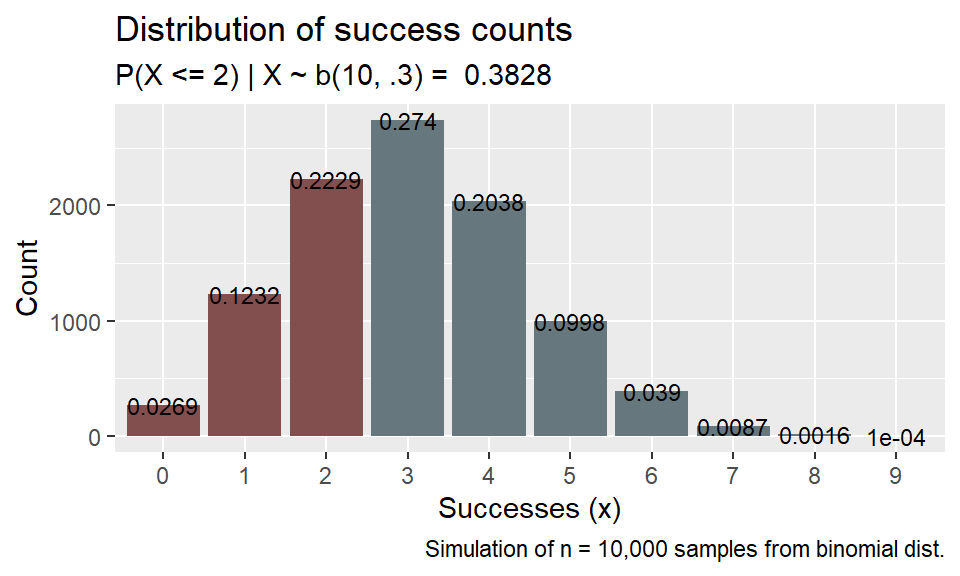 Distribution of success counts
P(X <= 2) | X ~ b(10, .3) =  0.3828
0.274
0.2229
0.2038
0.1232
0.0998
0.0269
0.039
0.0087
0.0016
1e-04
2000
1000
0
Count
0 1 2 3 4 5 6 7 8 9
Successes (x)
Simulation of n = 10,000 samples from binomial dist.